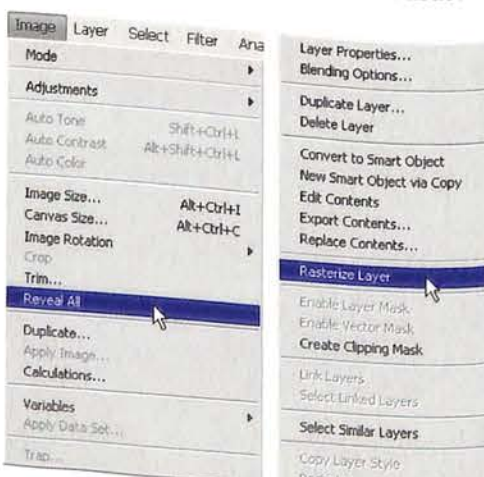 Image Layer Select Filter Ana
Mode
Adjustments
Auto Tone Shift+Ctrl+L
Auto Contrast Alt+Shift+Ctrl+L
Auto Color
Image Size... Alt+Ctrl+I
Canvas Size... Alt+Ctrl+C
Image Rotation
Crop
Trim...
Reveal All
Duplicate...
Apply Image...
Calculations...
Variables
Apply Data Set...
Trap...
Layer Properties...
Blending Options...
Duplicate Layer...
Delete Layer
Convert to Smart Object
New Smart Object via Copy
Edit Contents
Export Contents...
Replace Contents...
Rasterize Layer
Enable Layer Mask
Enable Vector Mask
Create Clipping Mask
Link Layers
Select Linked Layers
Select Similar Layers
Copy Layer Style